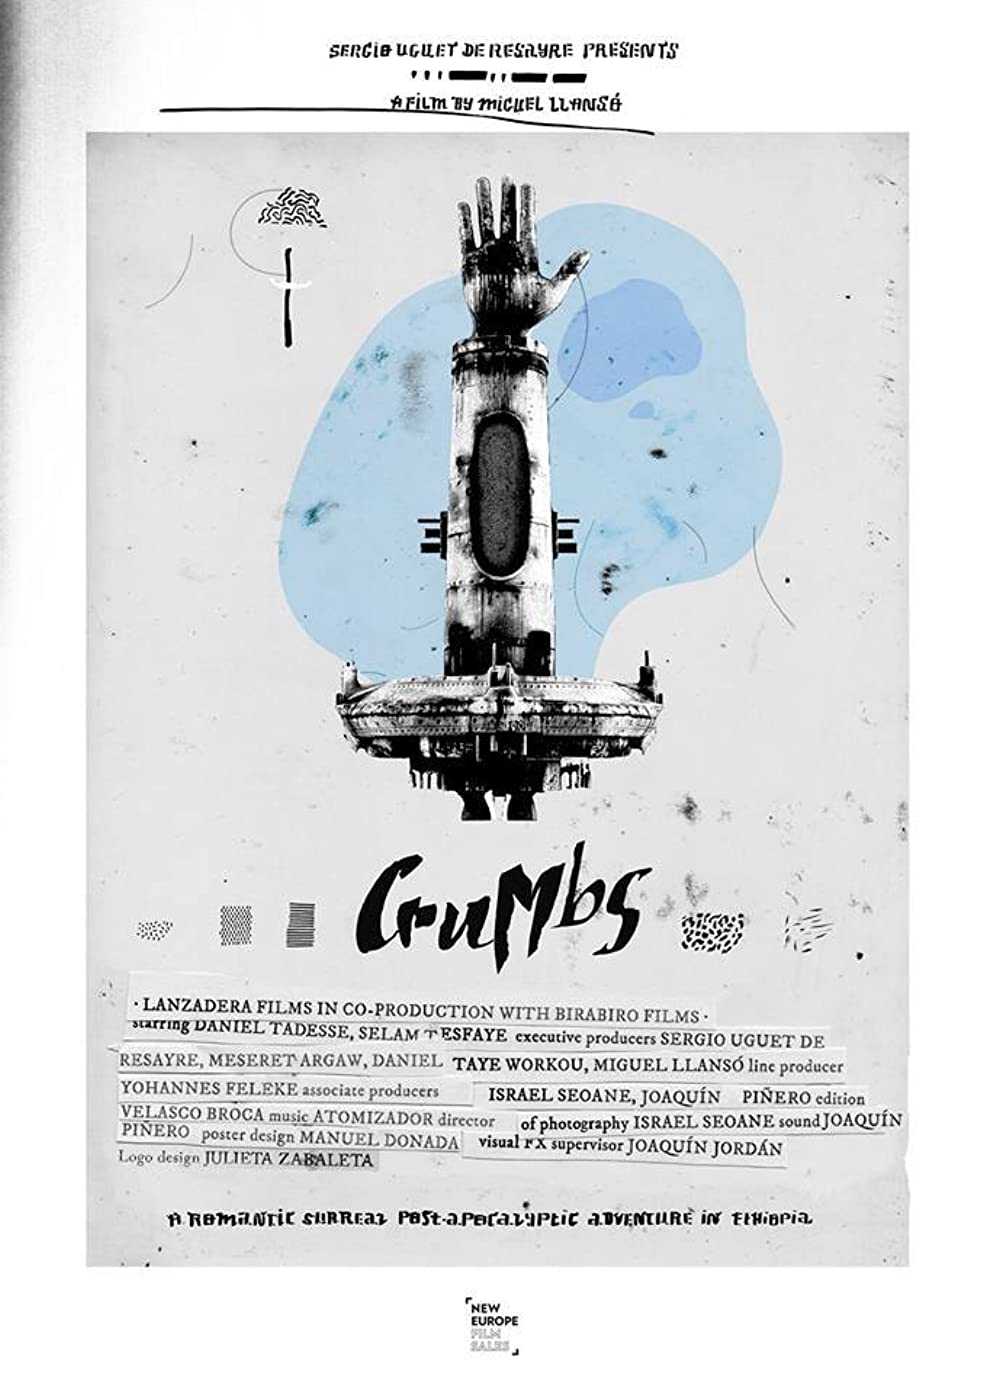 SERGIO UGUET DE RESAYRE PRESENTS
A FILM BY MIGUEL LLANSÓ
CruMbs
· LANZADERA FILMS IN CO-PRODUCTION WITH BIRABIRO FILMS ·
starring DANIEL TADESSE, SELAM TESFAYE executive producers SERGIO UGUET DE
RESAYRE, MESERET ARGAW, DANIEL TAYE WORKOU, MIGUEL LLANSÓ line producer
YOHANNES FELEKE associate producers ISRAEL SEOANE, JOAQUÍN PIÑERO edition
VELASCO BROCA music ATOMIZADOR director of photography ISRAEL SEOANE sound JOAQUÍN
PIÑERO poster design MANUEL DONADA visual FX supervisor JOAQUÍN JORDÁN
Logo design JULIETA ZABALETA
A ROMANTIC SURREAL POST-APOCALYPTIC ADVENTURE IN ETHIOPIA
NEW
EUROPE
FILM
SALES